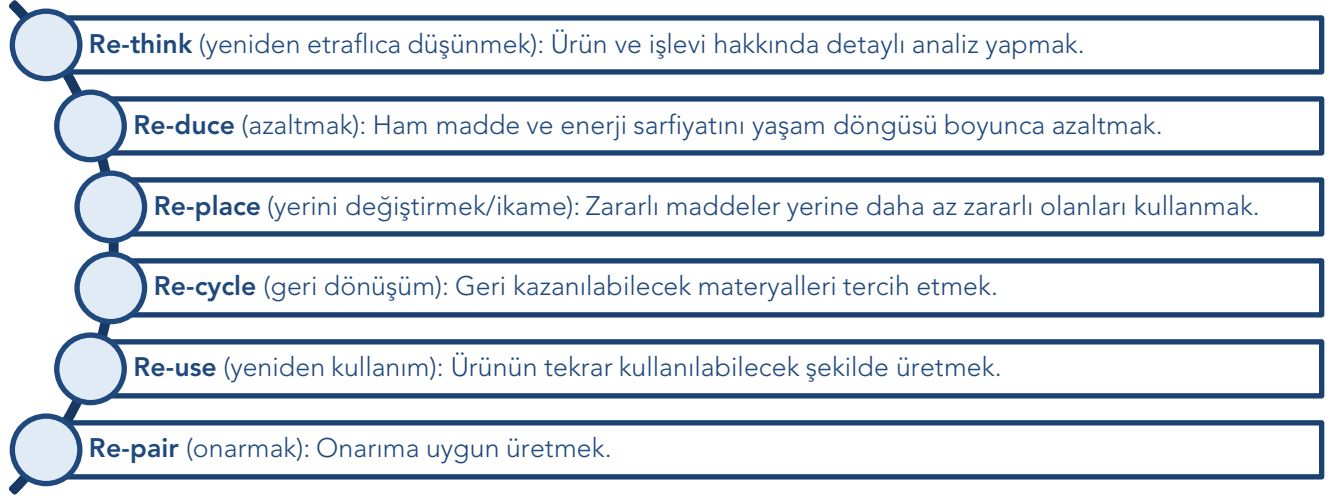 Re-think (yeniden etraflıca düşünmek): Ürün ve işlevi hakkında detaylı analiz yapmak.
Re-duce (azaltmak): Ham madde ve enerji sarfiyatını yaşam döngüsü boyunca azaltmak.
Re-place (yerini değiştirmek/ikame): Zararlı maddeler yerine daha az zararlı olanları kullanmak.
Re-cycle (geri dönüşüm): Geri kazanılabilecek materyalleri tercih etmek.
Re-use (yeniden kullanım): Ürünün tekrar kullanılabilecek şekilde üretmek.
Re-pair (onarmak): Onarıma uygun üretmek.